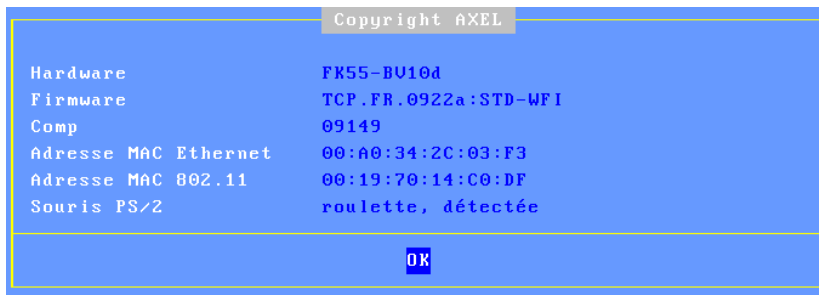 Copyright AXEL
Hardware FK55-BV10d
Firmware TCP.FR.0922a:STD-WFI
Comp 09149
Adresse MAC Ethernet 00:A0:34:2C:03:F3
Adresse MAC 802.11 00:19:70:14:C0:DF
Souris PS/2 roulette, détectée
OK